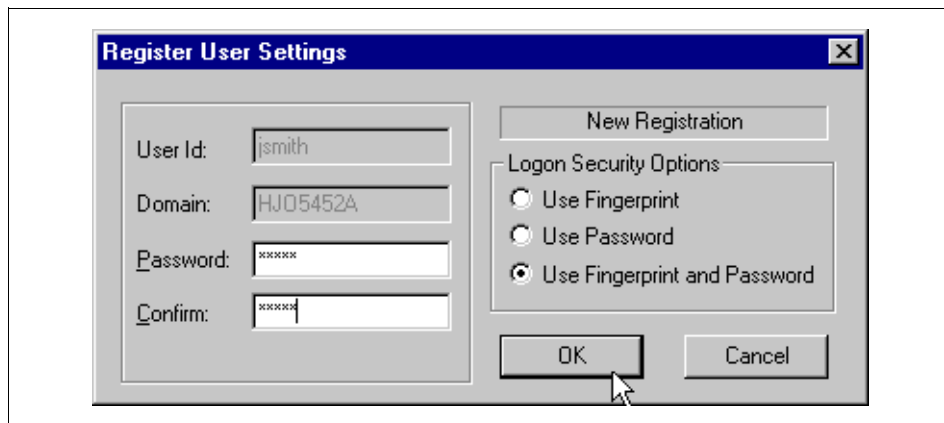 Register User Settings
User Id: jsmith
Domain: HJO5452A
Password: *****
Confirm: *****
New Registration
Logon Security Options
Use Fingerprint
Use Password
Use Fingerprint and Password
OK
Cancel